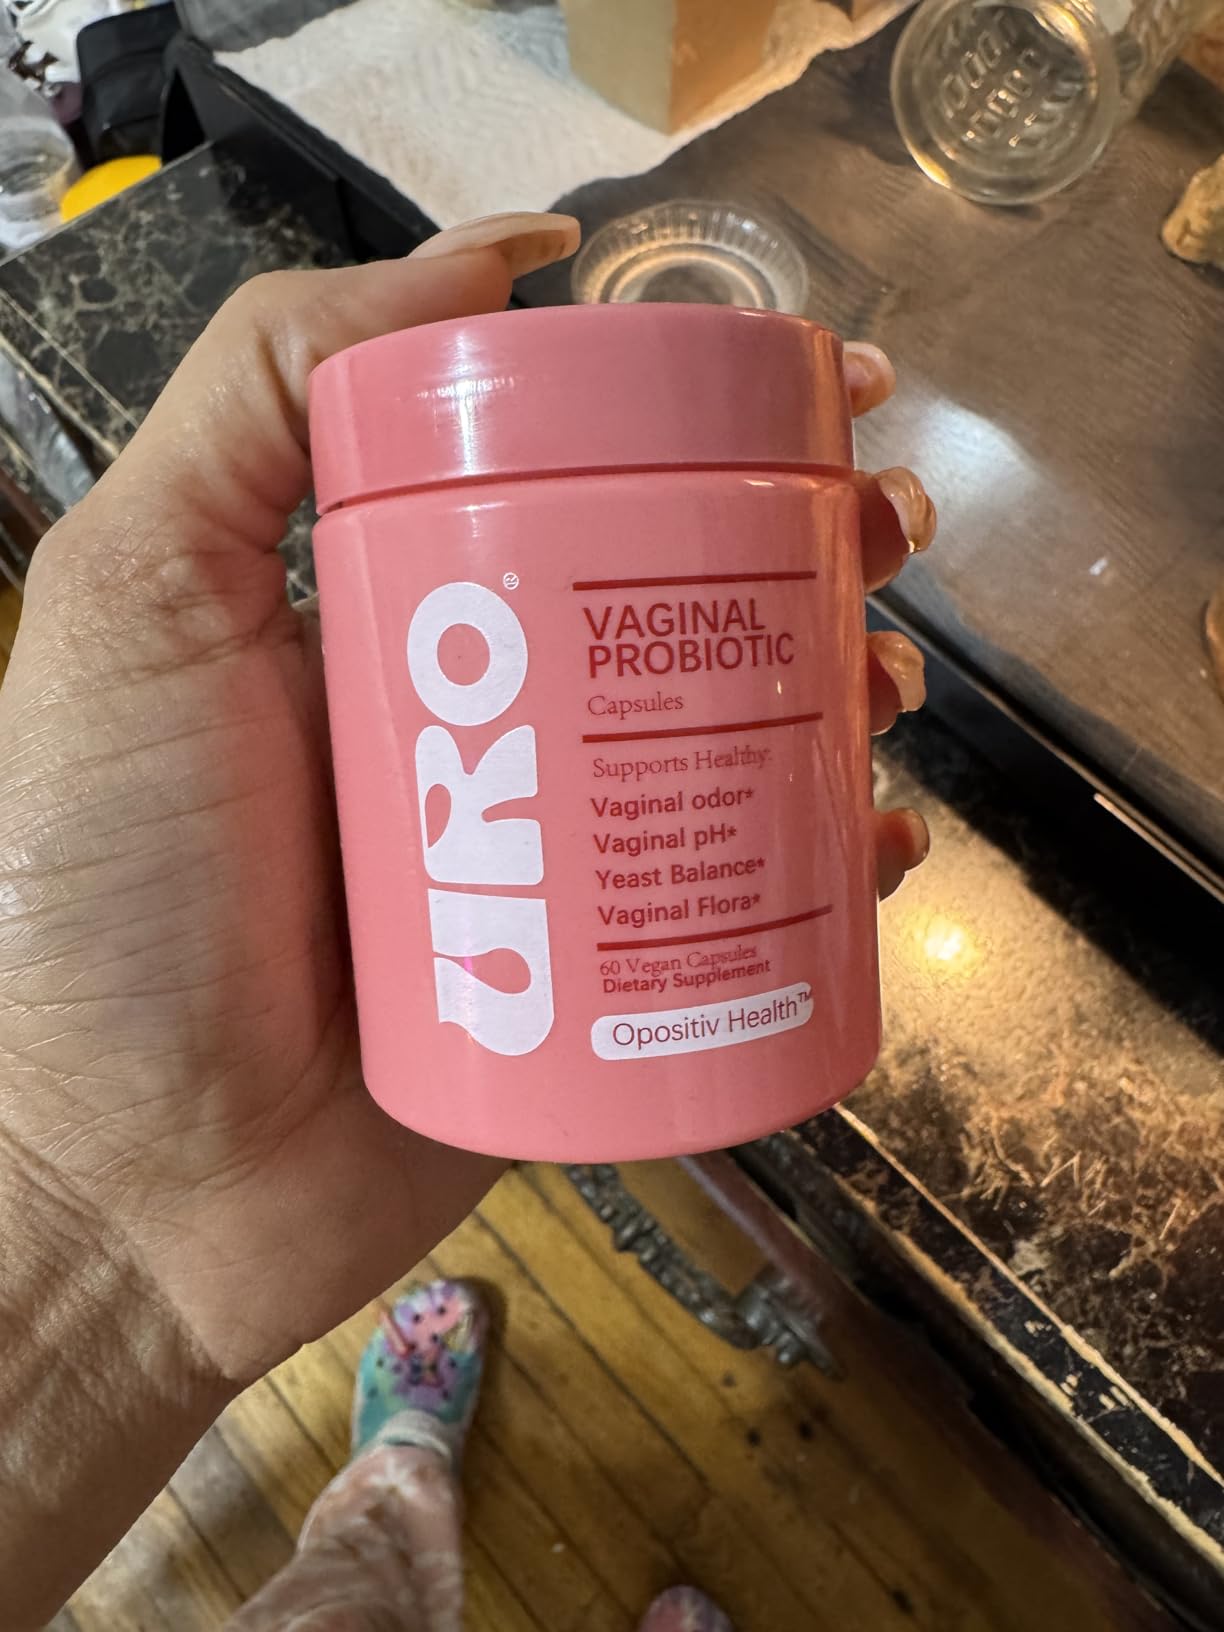 URO
VAGINAL
PROBIOTIC
Capsules
Supports Healthy:
Vaginal odor*
Vaginal pH*
Yeast Balance*
Vaginal Flora*
60 Vegan Capsules
Dietary Supplement
Opositiv Health™